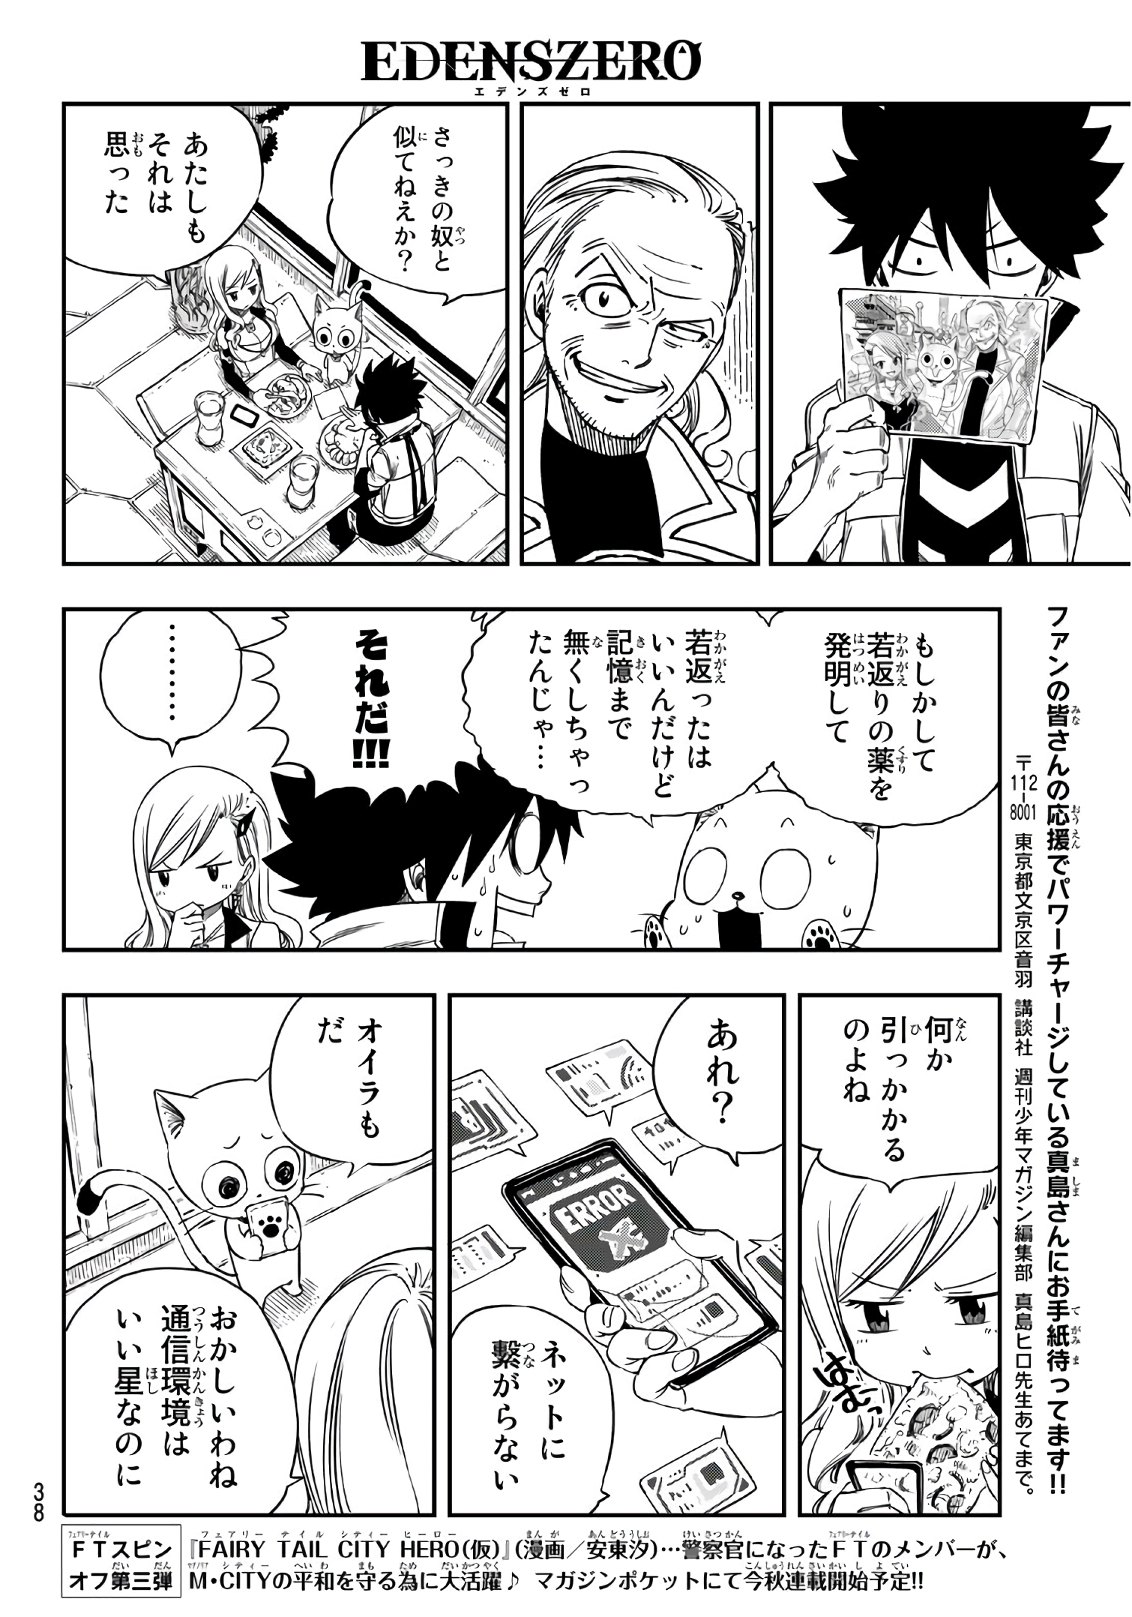 EDENSZERO
エデンズゼロ
さっきの奴と
似てねえか？
あたしも
それは
思った
もしかして
若返りの薬を
発明して
若返ったは
いいんだけど
記憶まで
無くしちゃっ
たんじゃ…
それだ!!!
………
何か
引っかかる
のよね
はむっ
あれ？
ERROR
ネットに
繋がらない
オイラも
だ
おかしいわね
通信環境は
いい星なのに
ファンの皆さんの応援でパワーチャージしている真島さんにお手紙待ってます!!
〒112-8001 東京都文京区音羽 講談社 週刊少年マガジン編集部 真島ヒロ先生あてまで。
38
FTスピン
オフ第三弾
『FAIRY TAIL CITY HERO(仮)』(漫画／安東汐)…警察官になったFTのメンバーが、
M・CITYの平和を守る為に大活躍♪ マガジンポケットにて今秋連載開始予定!!